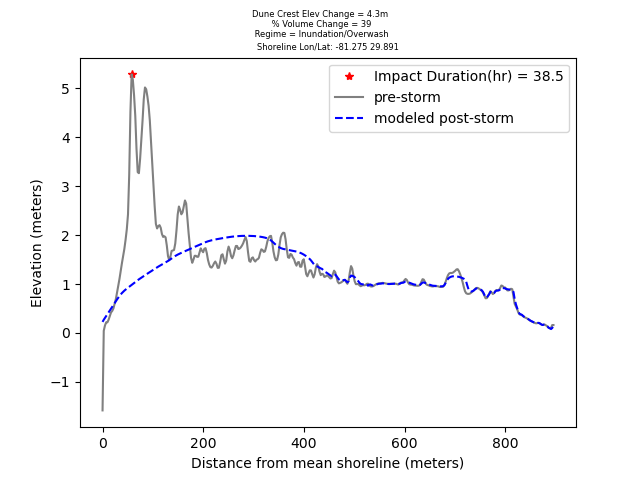 Dune Crest Elev Change = 4.3m
% Volume Change = 39
Regime = Inundation/Overwash
Shoreline Lon/Lat: -81.275 29.891
Impact Duration(hr) = 38.5
pre-storm
modeled post-storm
Elevation (meters)
5
4
3
2
1
0
−1
0 200 400 600 800
Distance from mean shoreline (meters)